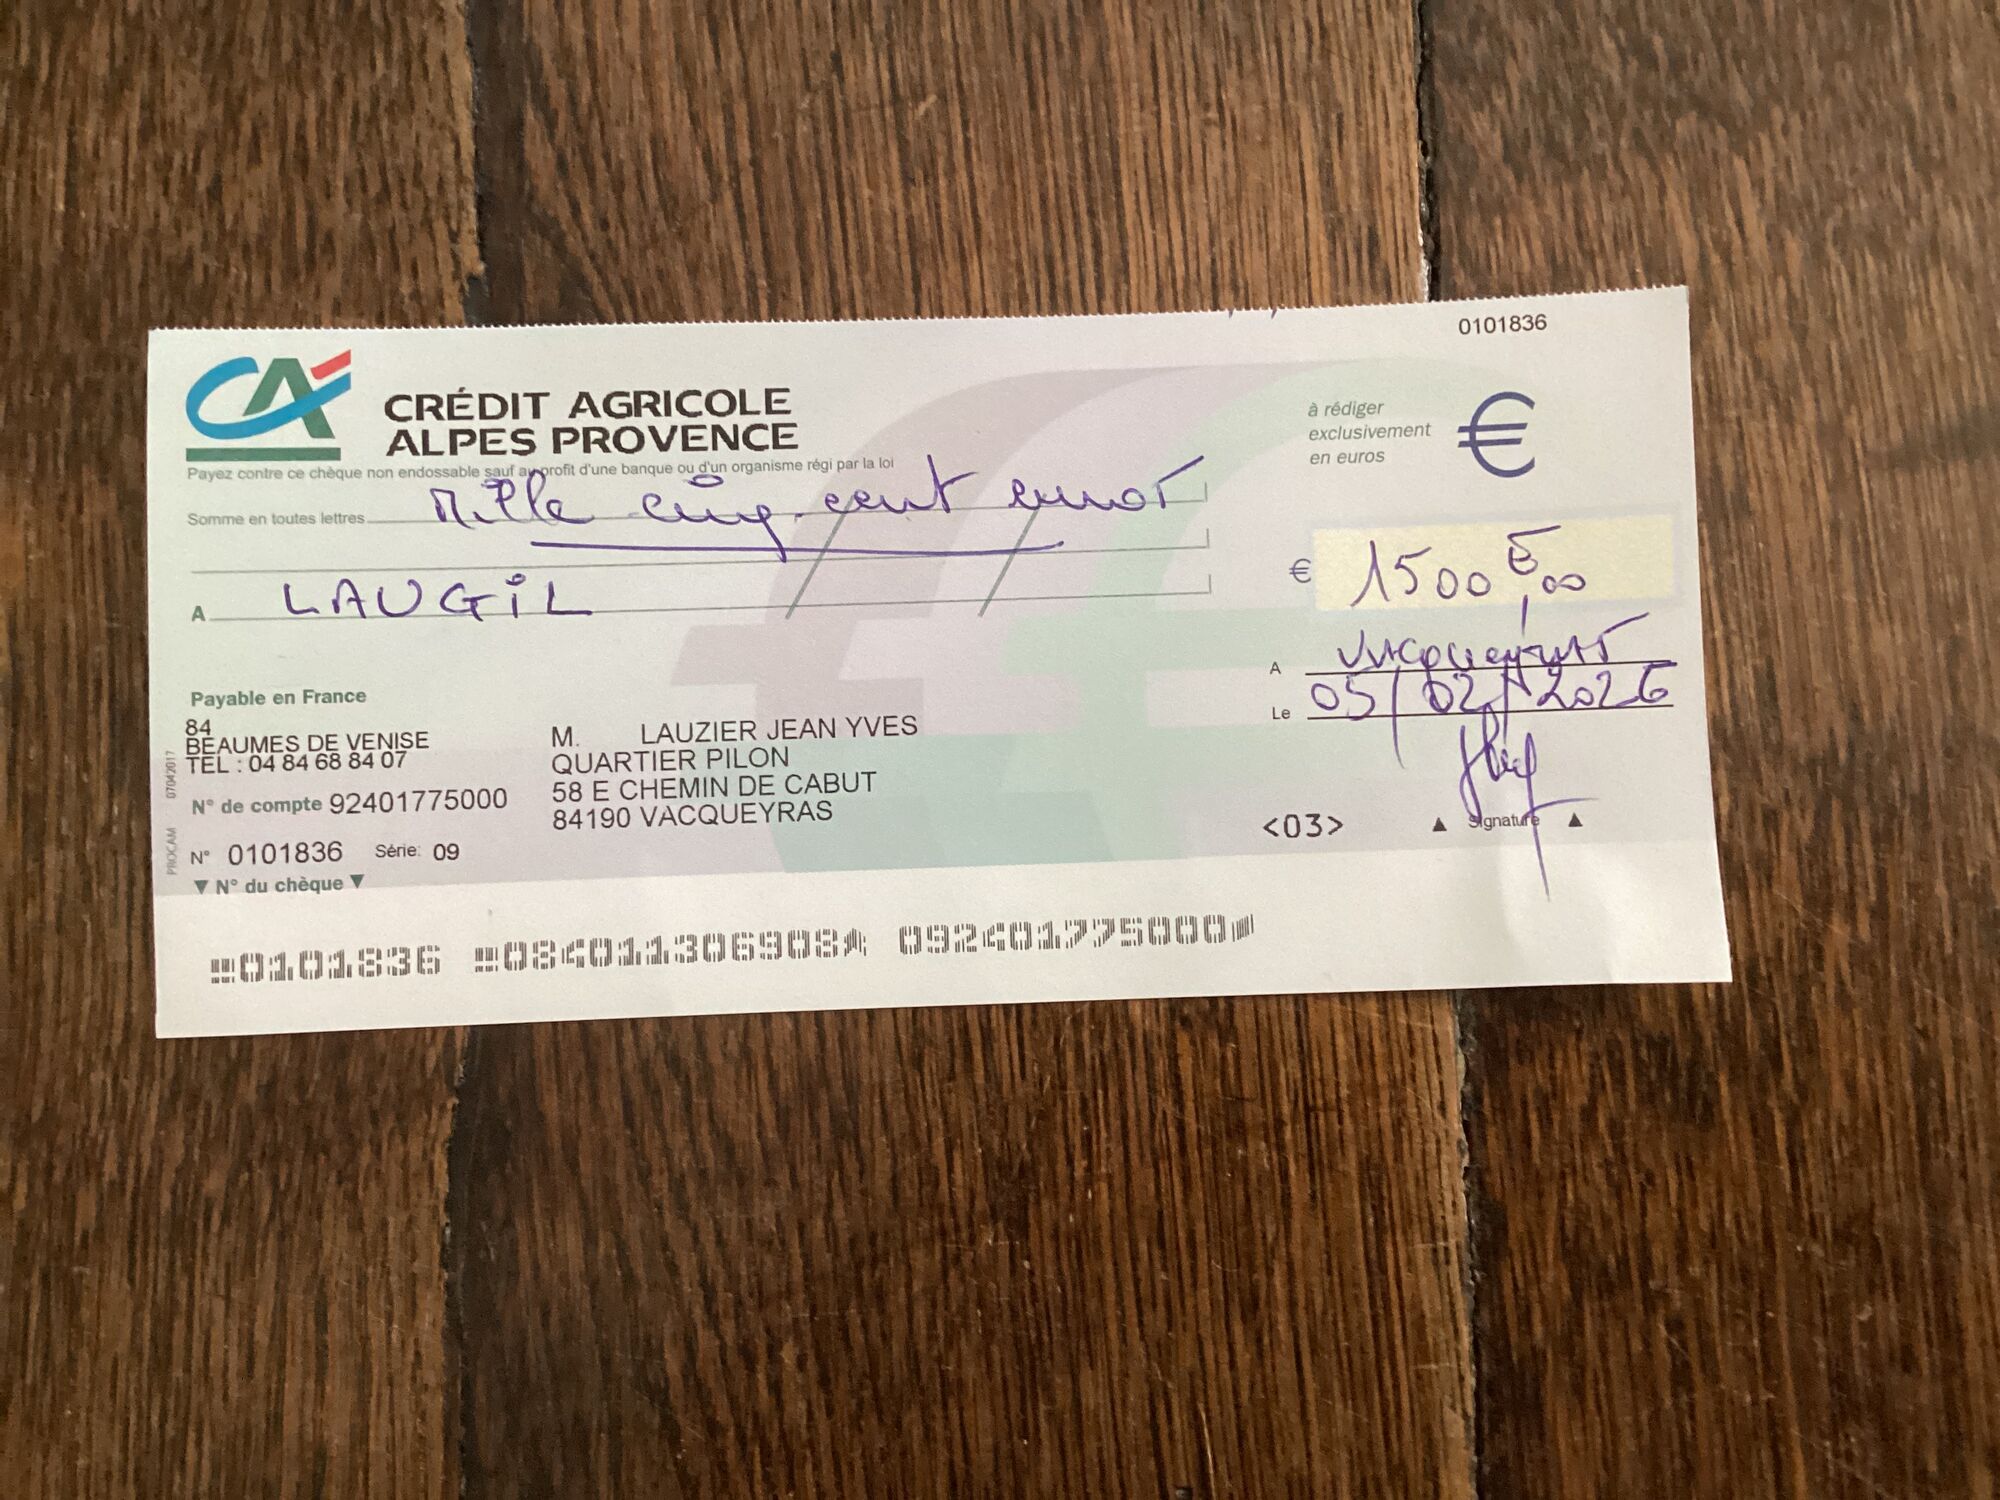 0101836
CRÉDIT AGRICOLE
ALPES PROVENCE
à rédiger
exclusivement
en euros
€
Payez contre ce chèque non endossable sauf au profit d'une banque ou d'un organisme régi par la loi
Somme en toutes lettres Mille cinq cent euros
€ 1500 €,00
A LAUGIL
A Vacqueyras
Le 05/02/2026
Payable en France
84
BEAUMES DE VENISE
TEL : 04 84 68 84 07
M. LAUZIER JEAN YVES
QUARTIER PILON
58 E CHEMIN DE CABUT
84190 VACQUEYRAS
N° de compte 92401775000
<03>
▲ Signature ▲
N° 0101836 Série: 09
▼ N° du chèque ▼
PROCAM 07042017
0101836 084011306908 092401775000